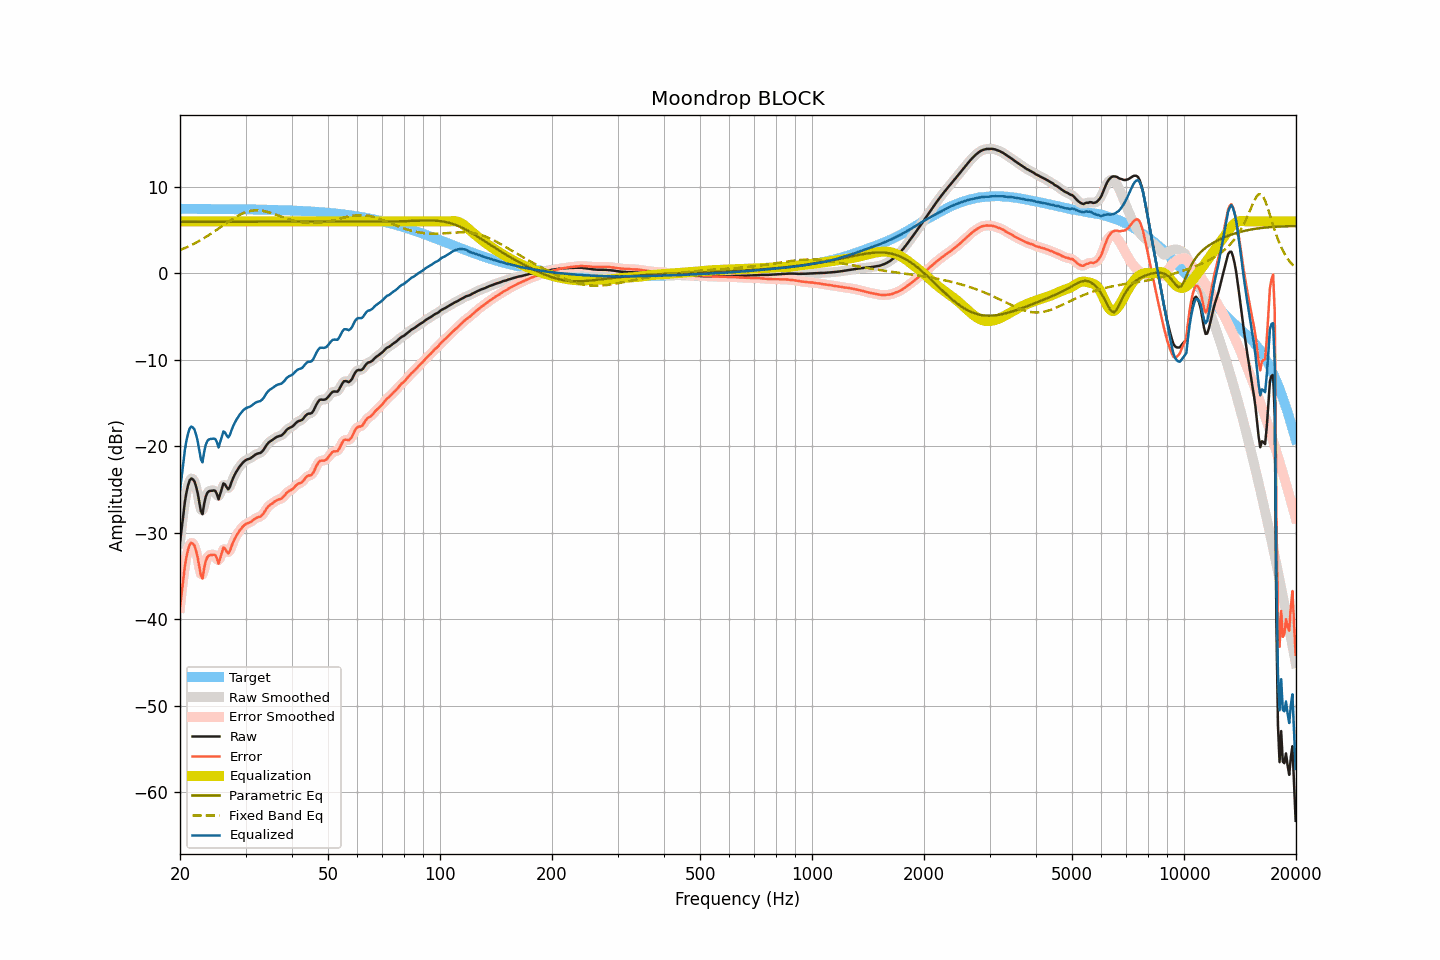 Moondrop BLOCK
10
0
−10
−20
−30
−40
−50
−60
Amplitude (dBr)
Target
Raw Smoothed
Error Smoothed
Raw
Error
Equalization
Parametric Eq
Fixed Band Eq
Equalized
20 50 100 200 500 1000 2000 5000 10000 20000
Frequency (Hz)